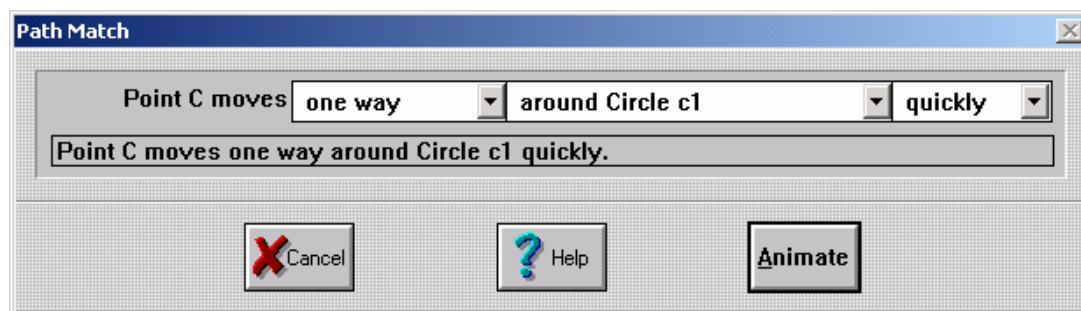 Path Match
Point C moves one way around Circle c1 quickly
Point C moves one way around Circle c1 quickly.
Cancel Help Animate